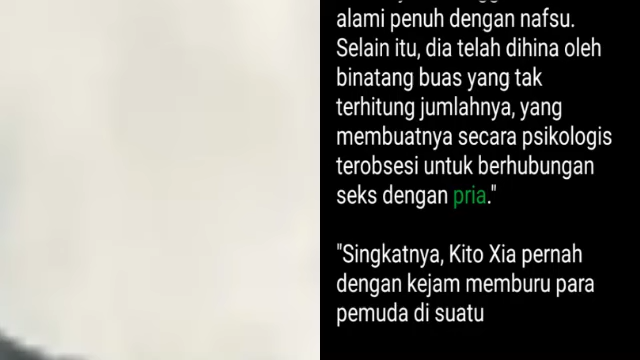 alami penuh dengan nafsu.
Selain itu, dia telah dihina oleh
binatang buas yang tak
terhitung jumlahnya, yang
membuatnya secara psikologis
terobsesi untuk berhubungan
seks dengan pria."
"Singkatnya, Kito Xia pernah
dengan kejam memburu para
pemuda di suatu